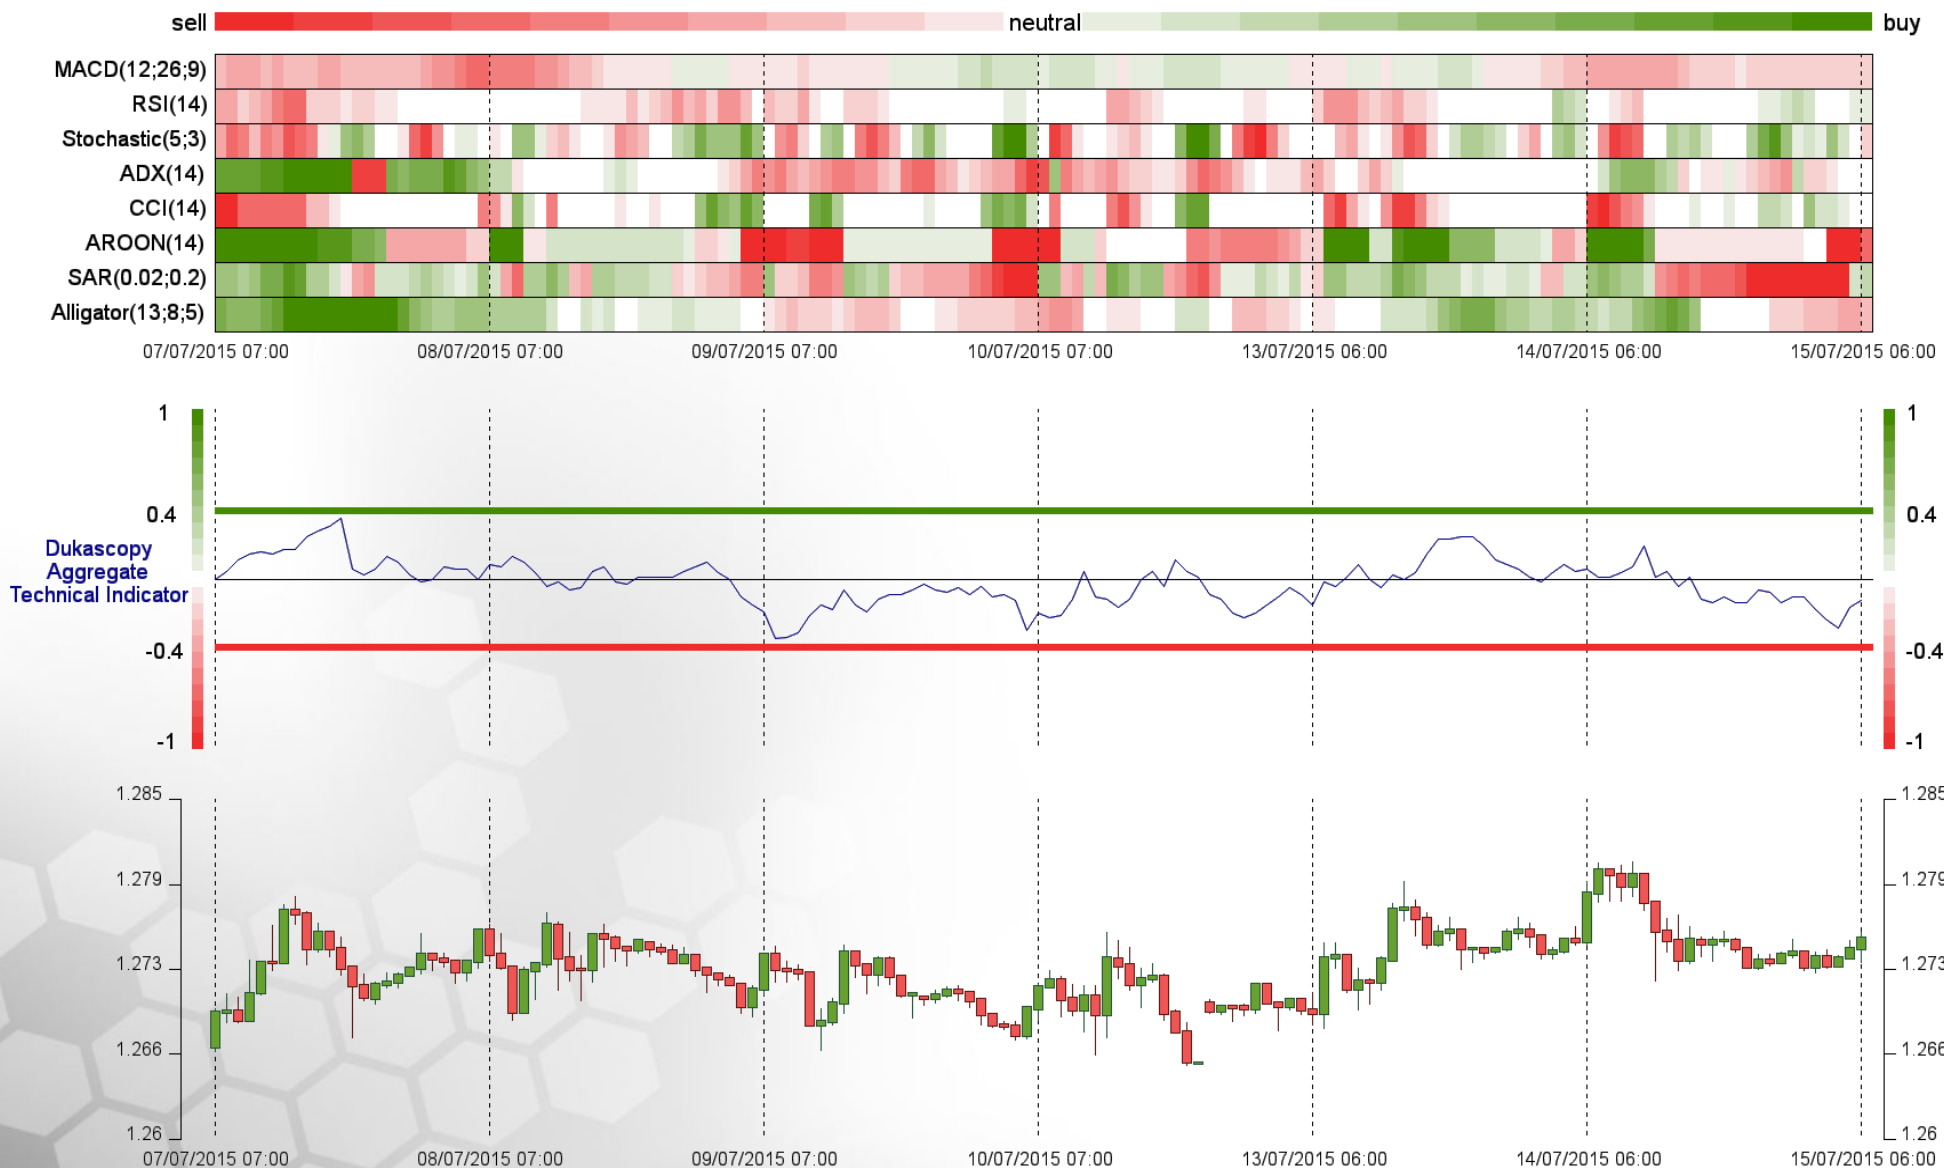 sell neutral buy
MACD(12;26;9)
RSI(14)
Stochastic(5;3)
ADX(14)
CCI(14)
AROON(14)
SAR(0.02;0.2)
Alligator(13;8;5)
07/07/2015 07:00 08/07/2015 07:00 09/07/2015 07:00 10/07/2015 07:00 13/07/2015 06:00 14/07/2015 06:00 15/07/2015 06:00
1 1
0.4 0.4
Dukascopy
Aggregate
Technical Indicator
-0.4 -0.4
-1 -1
1.285 1.285
1.279 1.279
1.273 1.273
1.266 1.266
1.26 1.26
07/07/2015 07:00 08/07/2015 07:00 09/07/2015 07:00 10/07/2015 07:00 13/07/2015 06:00 14/07/2015 06:00 15/07/2015 06:00